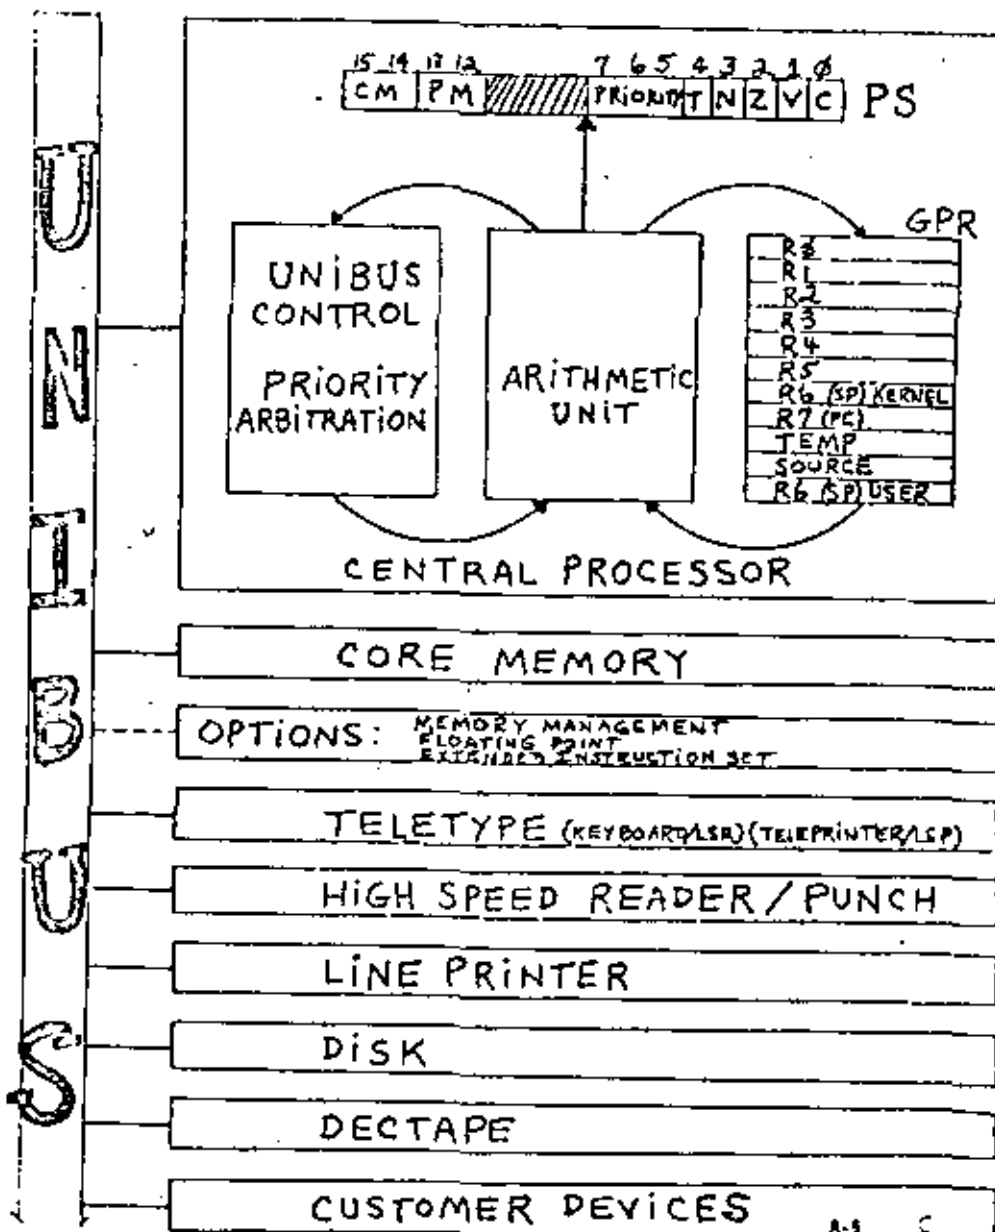 UNIBUS
15 14 13 12 7 6 5 4 3 2 1 0
CM PM PRIORITY T N Z V C PS
GPR
UNIBUS
CONTROL
PRIORITY
ARBITRATION
ARITHMETIC
UNIT
R0
R1
R2
R3
R4
R5
R6 (SP) KERNEL
R7 (PC)
TEMP
SOURCE
R6 (SP) USER
CENTRAL PROCESSOR
CORE MEMORY
OPTIONS: MEMORY MANAGEMENT
FLOATING POINT
EXTENDED INSTRUCTION SET
TELETYPE (KEYBOARD/LSR) (TELEPRINTER/LSP)
HIGH SPEED READER / PUNCH
LINE PRINTER
DISK
DECTAPE
CUSTOMER DEVICES